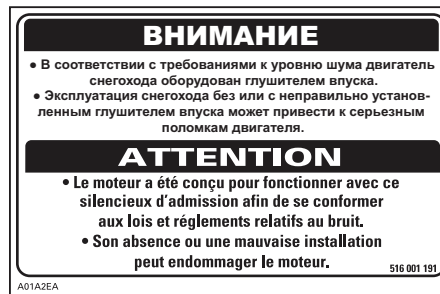 ВНИМАНИЕ
● В соответствии с требованиями к уровню шума двигатель
снегохода оборудован глушителем впуска.
● Эксплуатация снегохода без или с неправильно установ-
ленным глушителем впуска может привести к серьезным
поломкам двигателя.
ATTENTION
• Le moteur a été conçu pour fonctionner avec ce
silencieux d'admission afin de se conformer
aux lois et réglements relatifs au bruit.
• Son absence ou une mauvaise installation
peut endommager le moteur.
516 001 191
A01A2EA